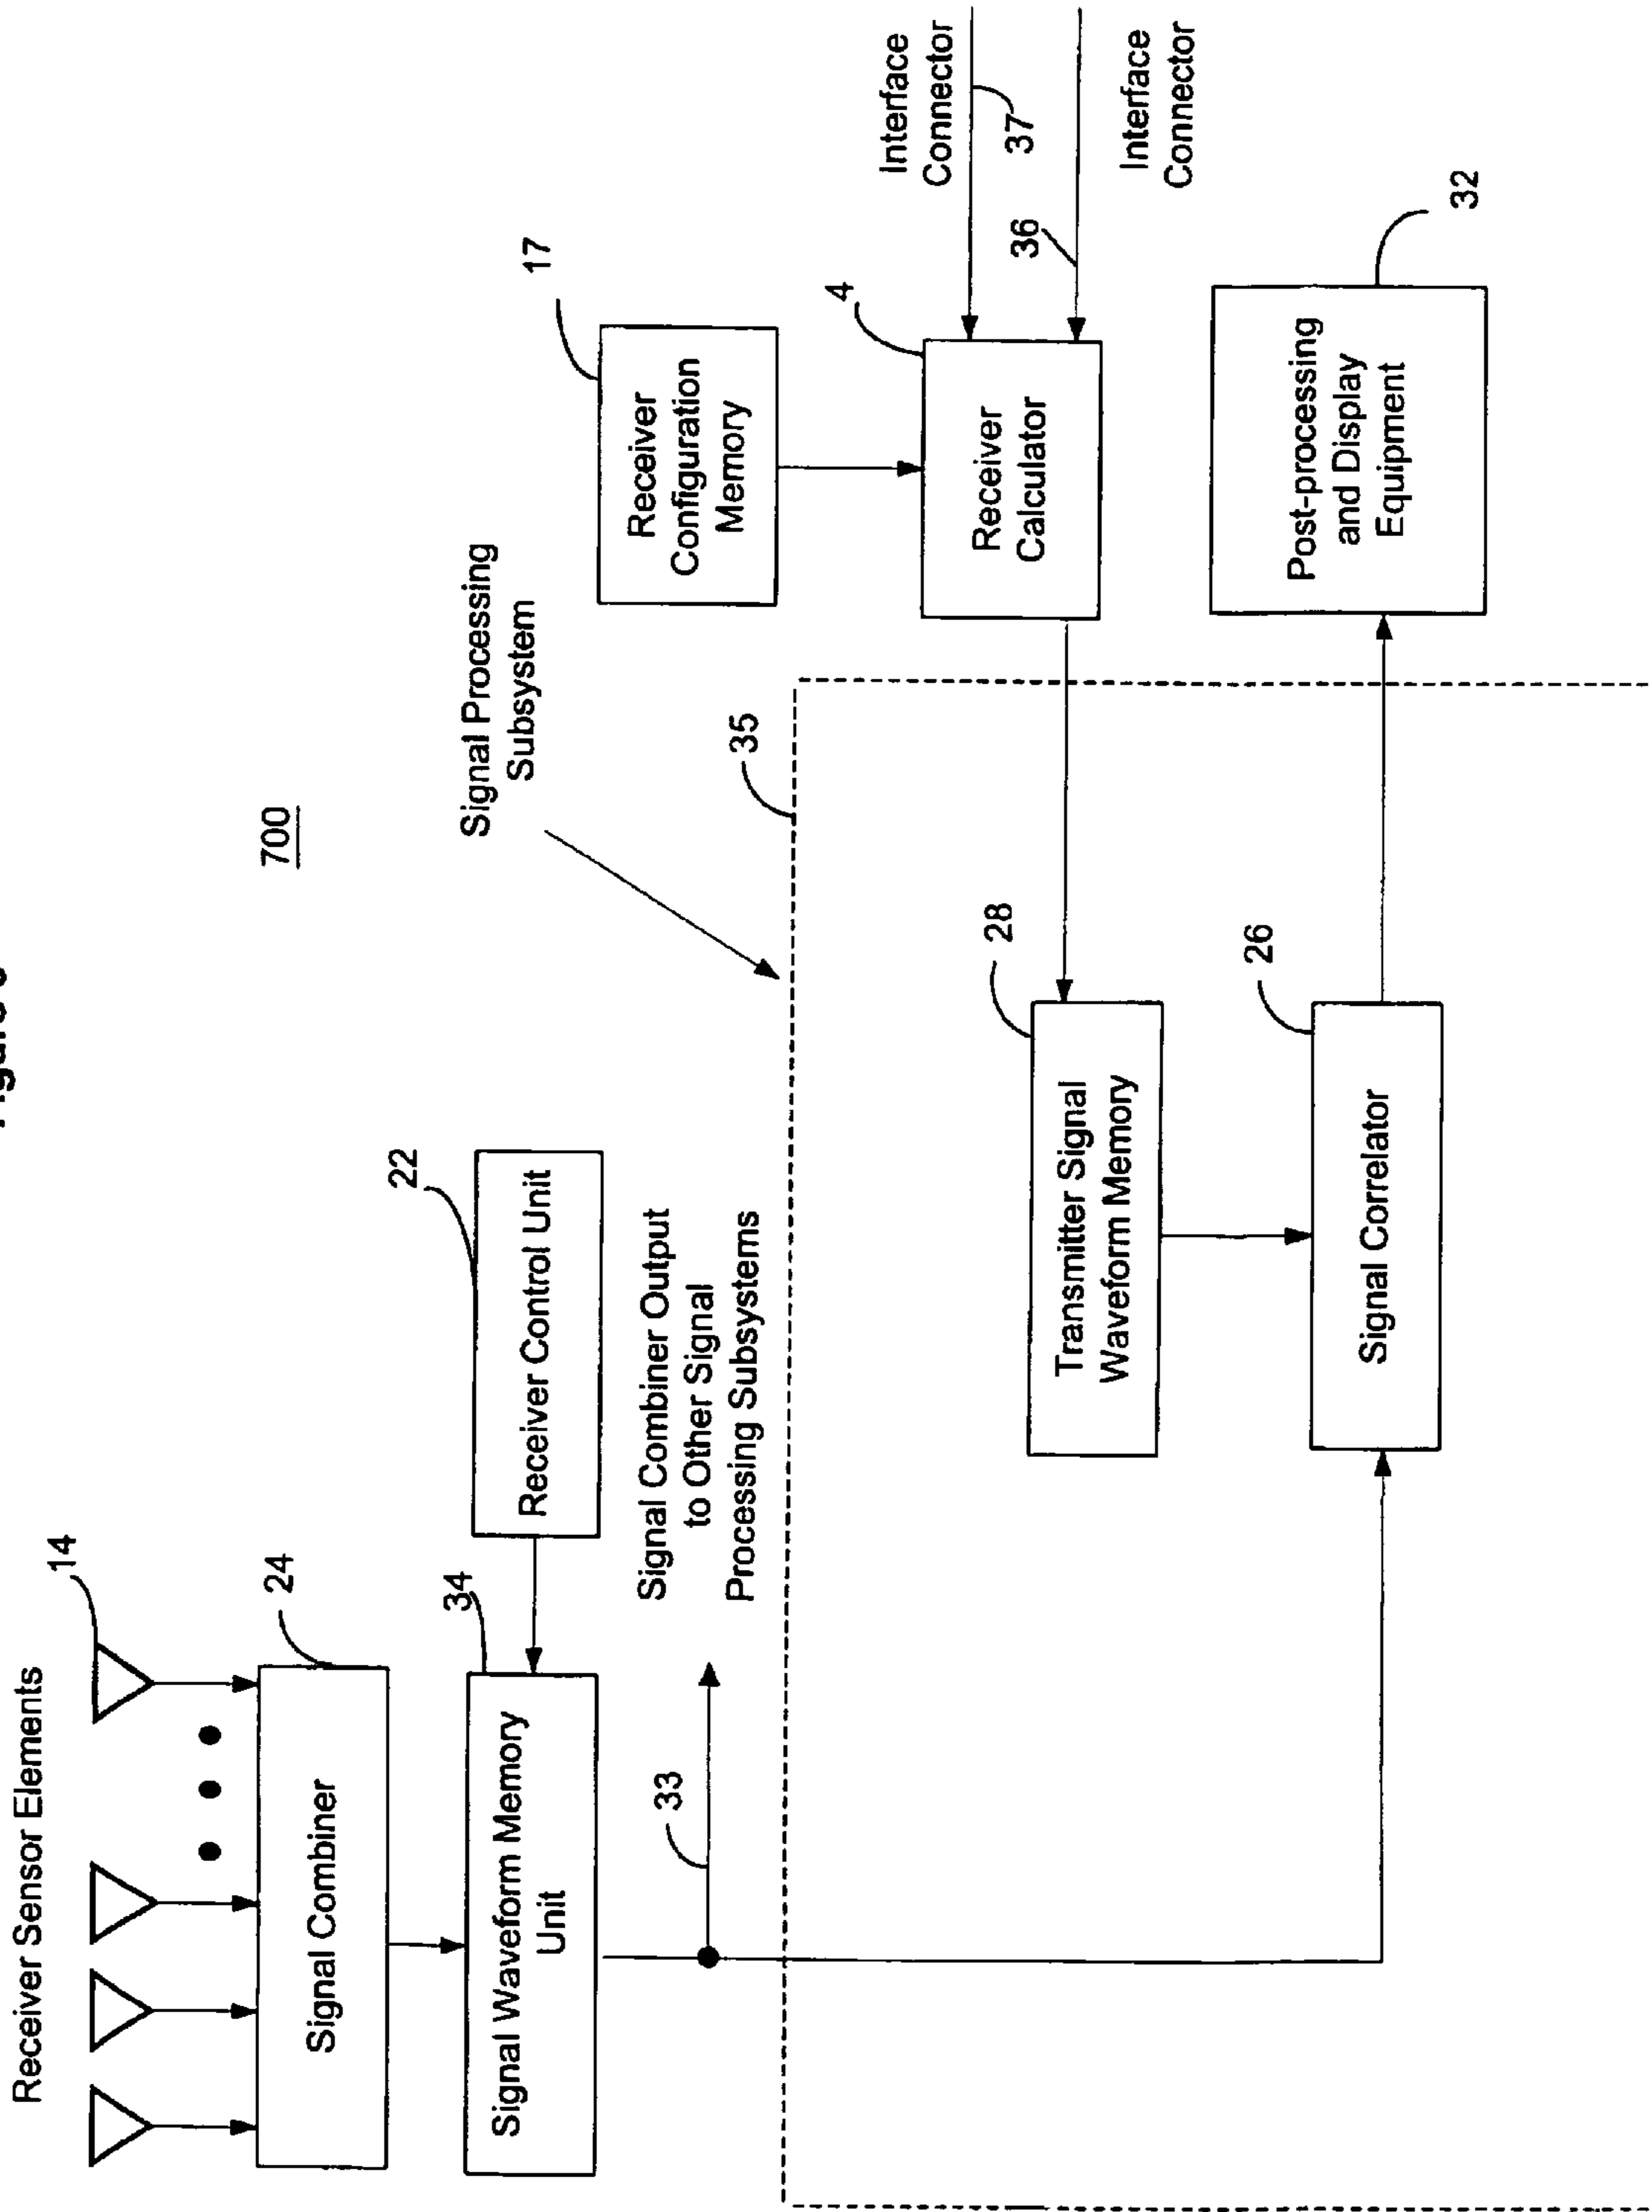 Figure
Receiver Sensor Elements
14
24
Signal Combiner
700
22
Receiver Control Unit
34
Signal Waveform Memory
Unit
Signal Processing
Subsystem
17
Receiver
Configuration
Memory
33
Signal Combiner Output
to Other Signal
Processing Subsystems
35
4
Receiver
Calculator
Interface
Connector
37
36
Interface
Connector
28
Transmitter Signal
Waveform Memory
26
Signal Correlator
Post-processing
and Display
Equipment
32